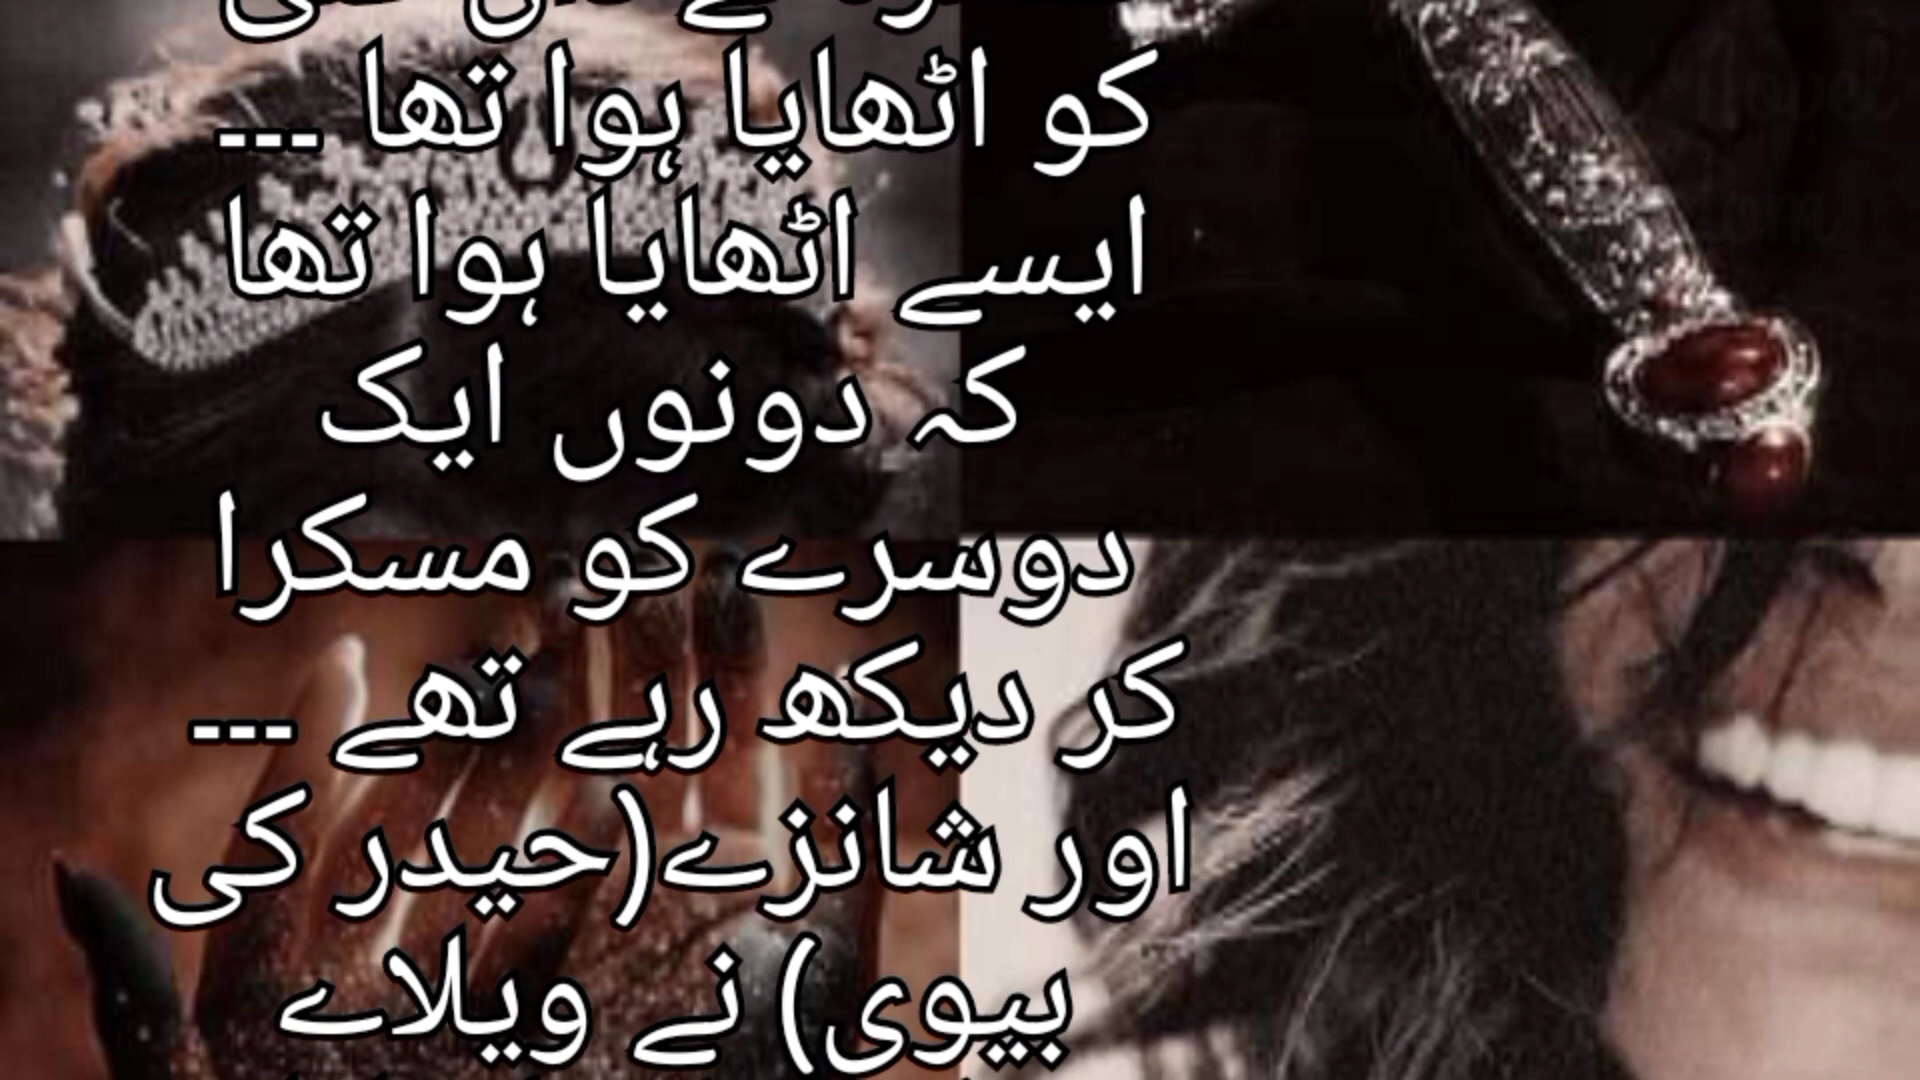 کو اٹھایا ہوا تھا ---
ایسے اٹھایا ہوا تھا
کہ دونوں ایک
دوسرے کو مسکرا
کر دیکھ رہے تھے ---
اور شانزے(حیدر کی
بیوی) نے ویلاے